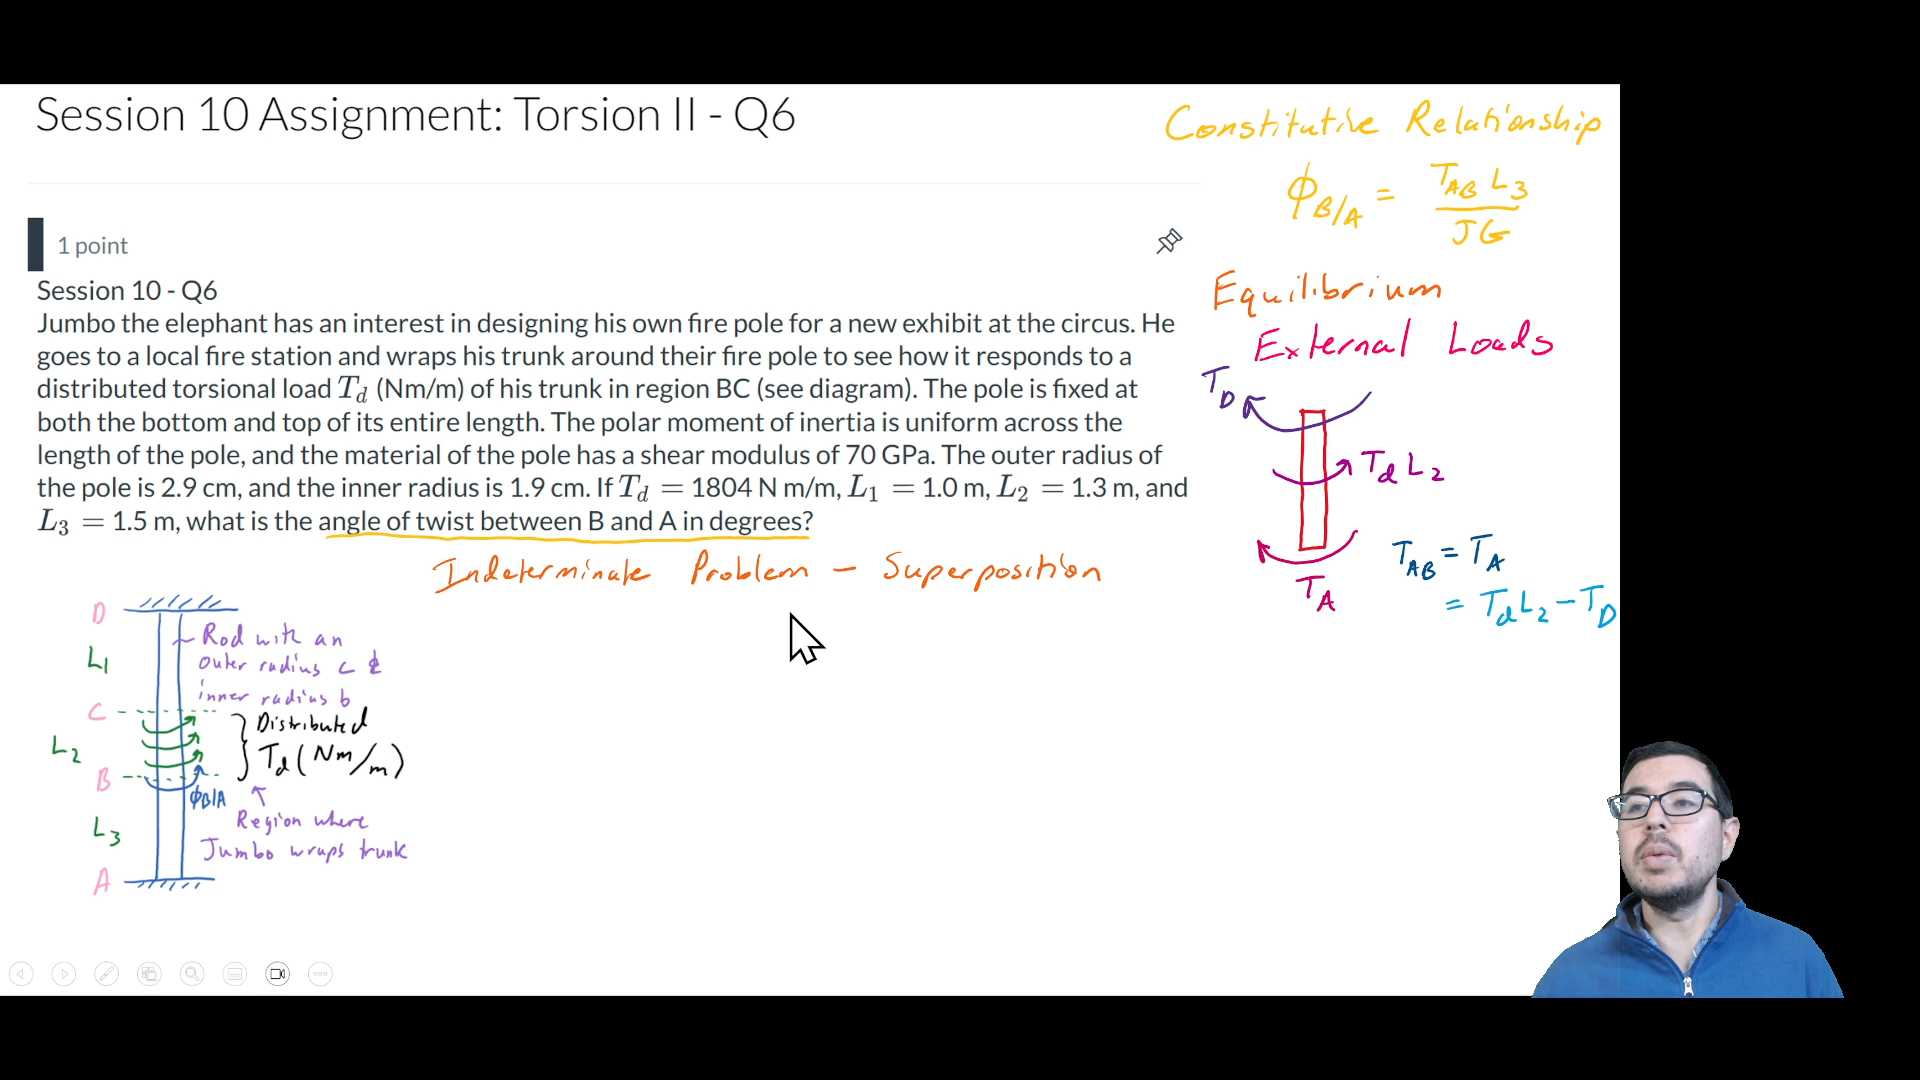 Session 10 Assignment: Torsion II - Q6
1 point
Session 10 - Q6
Jumbo the elephant has an interest in designing his own fire pole for a new exhibit at the circus. He
goes to a local fire station and wraps his trunk around their fire pole to see how it responds to a
distributed torsional load T_d (Nm/m) of his trunk in region BC (see diagram). The pole is fixed at
both the bottom and top of its entire length. The polar moment of inertia is uniform across the
length of the pole, and the material of the pole has a shear modulus of 70 GPa. The outer radius of
the pole is 2.9 cm, and the inner radius is 1.9 cm. If T_d = 1804 N m/m, L_1 = 1.0 m, L_2 = 1.3 m, and
L_3 = 1.5 m, what is the angle of twist between B and A in degrees?
Indeterminate Problem – Superposition
D
L_1
C
L_2
B
L_3
A
Rod with an
outer radius c &
inner radius b
Distributed
T_d (Nm/m)
ϕ_B/A
Region where
Jumbo wraps trunk
Constitutive Relationship
ϕ_B/A = T_AB L_3 / JG
Equilibrium
External Loads
T_D
T_d L_2
T_A
T_AB = T_A
= T_d L_2 - T_D